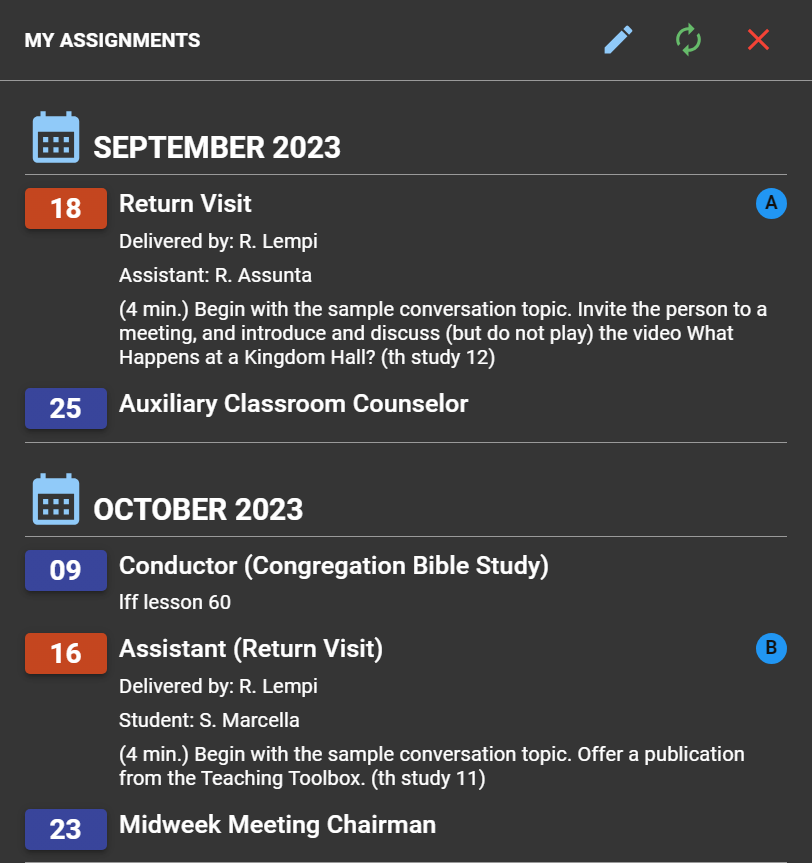 MY ASSIGNMENTS
SEPTEMBER 2023
18 Return Visit A
Delivered by: R. Lempi
Assistant: R. Assunta
(4 min.) Begin with the sample conversation topic. Invite the person to a
meeting, and introduce and discuss (but do not play) the video What
Happens at a Kingdom Hall? (th study 12)
25 Auxiliary Classroom Counselor
OCTOBER 2023
09 Conductor (Congregation Bible Study)
lff lesson 60
16 Assistant (Return Visit) B
Delivered by: R. Lempi
Student: S. Marcella
(4 min.) Begin with the sample conversation topic. Offer a publication
from the Teaching Toolbox. (th study 11)
23 Midweek Meeting Chairman